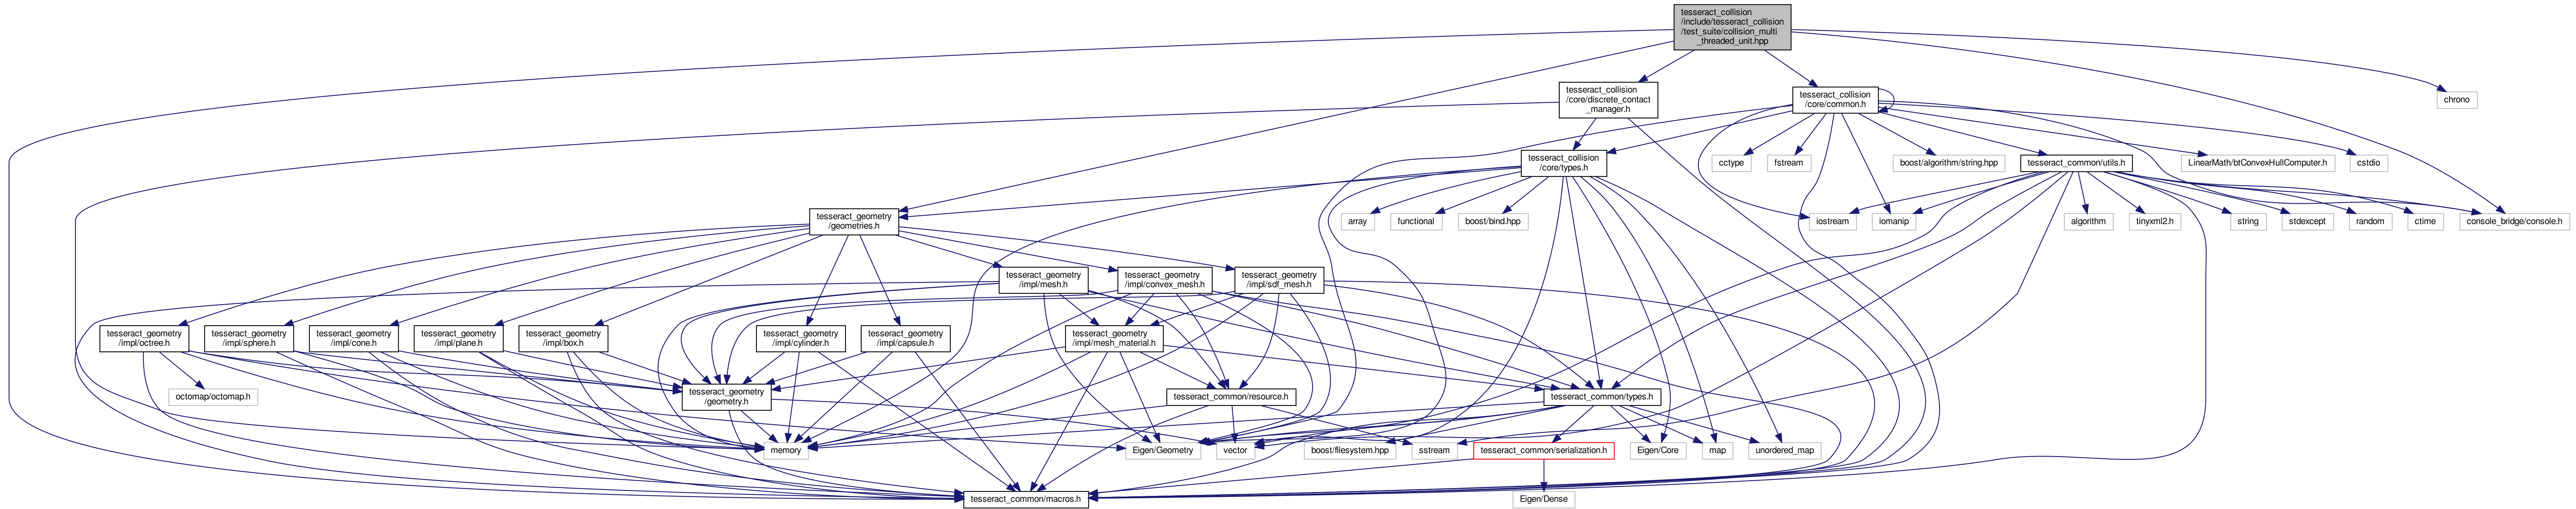 tesseract_collision
/include/tesseract_collision
/test_suite/collision_multi
_threaded_unit.hpp
tesseract_collision
/core/discrete_contact
_manager.h
tesseract_collision
/core/common.h
chrono
tesseract_collision
/core/types.h
cctype
fstream
boost/algorithm/string.hpp
tesseract_common/utils.h
LinearMath/btConvexHullComputer.h
cstdio
tesseract_geometry
/geometries.h
array
functional
boost/bind.hpp
iostream
iomanip
algorithm
tinyxml2.h
string
stdexcept
random
ctime
console_bridge/console.h
tesseract_geometry
/impl/mesh.h
tesseract_geometry
/impl/convex_mesh.h
tesseract_geometry
/impl/sdf_mesh.h
tesseract_geometry
/impl/octree.h
tesseract_geometry
/impl/sphere.h
tesseract_geometry
/impl/cone.h
tesseract_geometry
/impl/plane.h
tesseract_geometry
/impl/box.h
tesseract_geometry
/impl/cylinder.h
tesseract_geometry
/impl/capsule.h
tesseract_geometry
/impl/mesh_material.h
octomap/octomap.h
tesseract_geometry
/geometry.h
tesseract_common/resource.h
tesseract_common/types.h
memory
Eigen/Geometry
vector
boost/filesystem.hpp
sstream
tesseract_common/serialization.h
Eigen/Core
map
unordered_map
tesseract_common/macros.h
Eigen/Dense